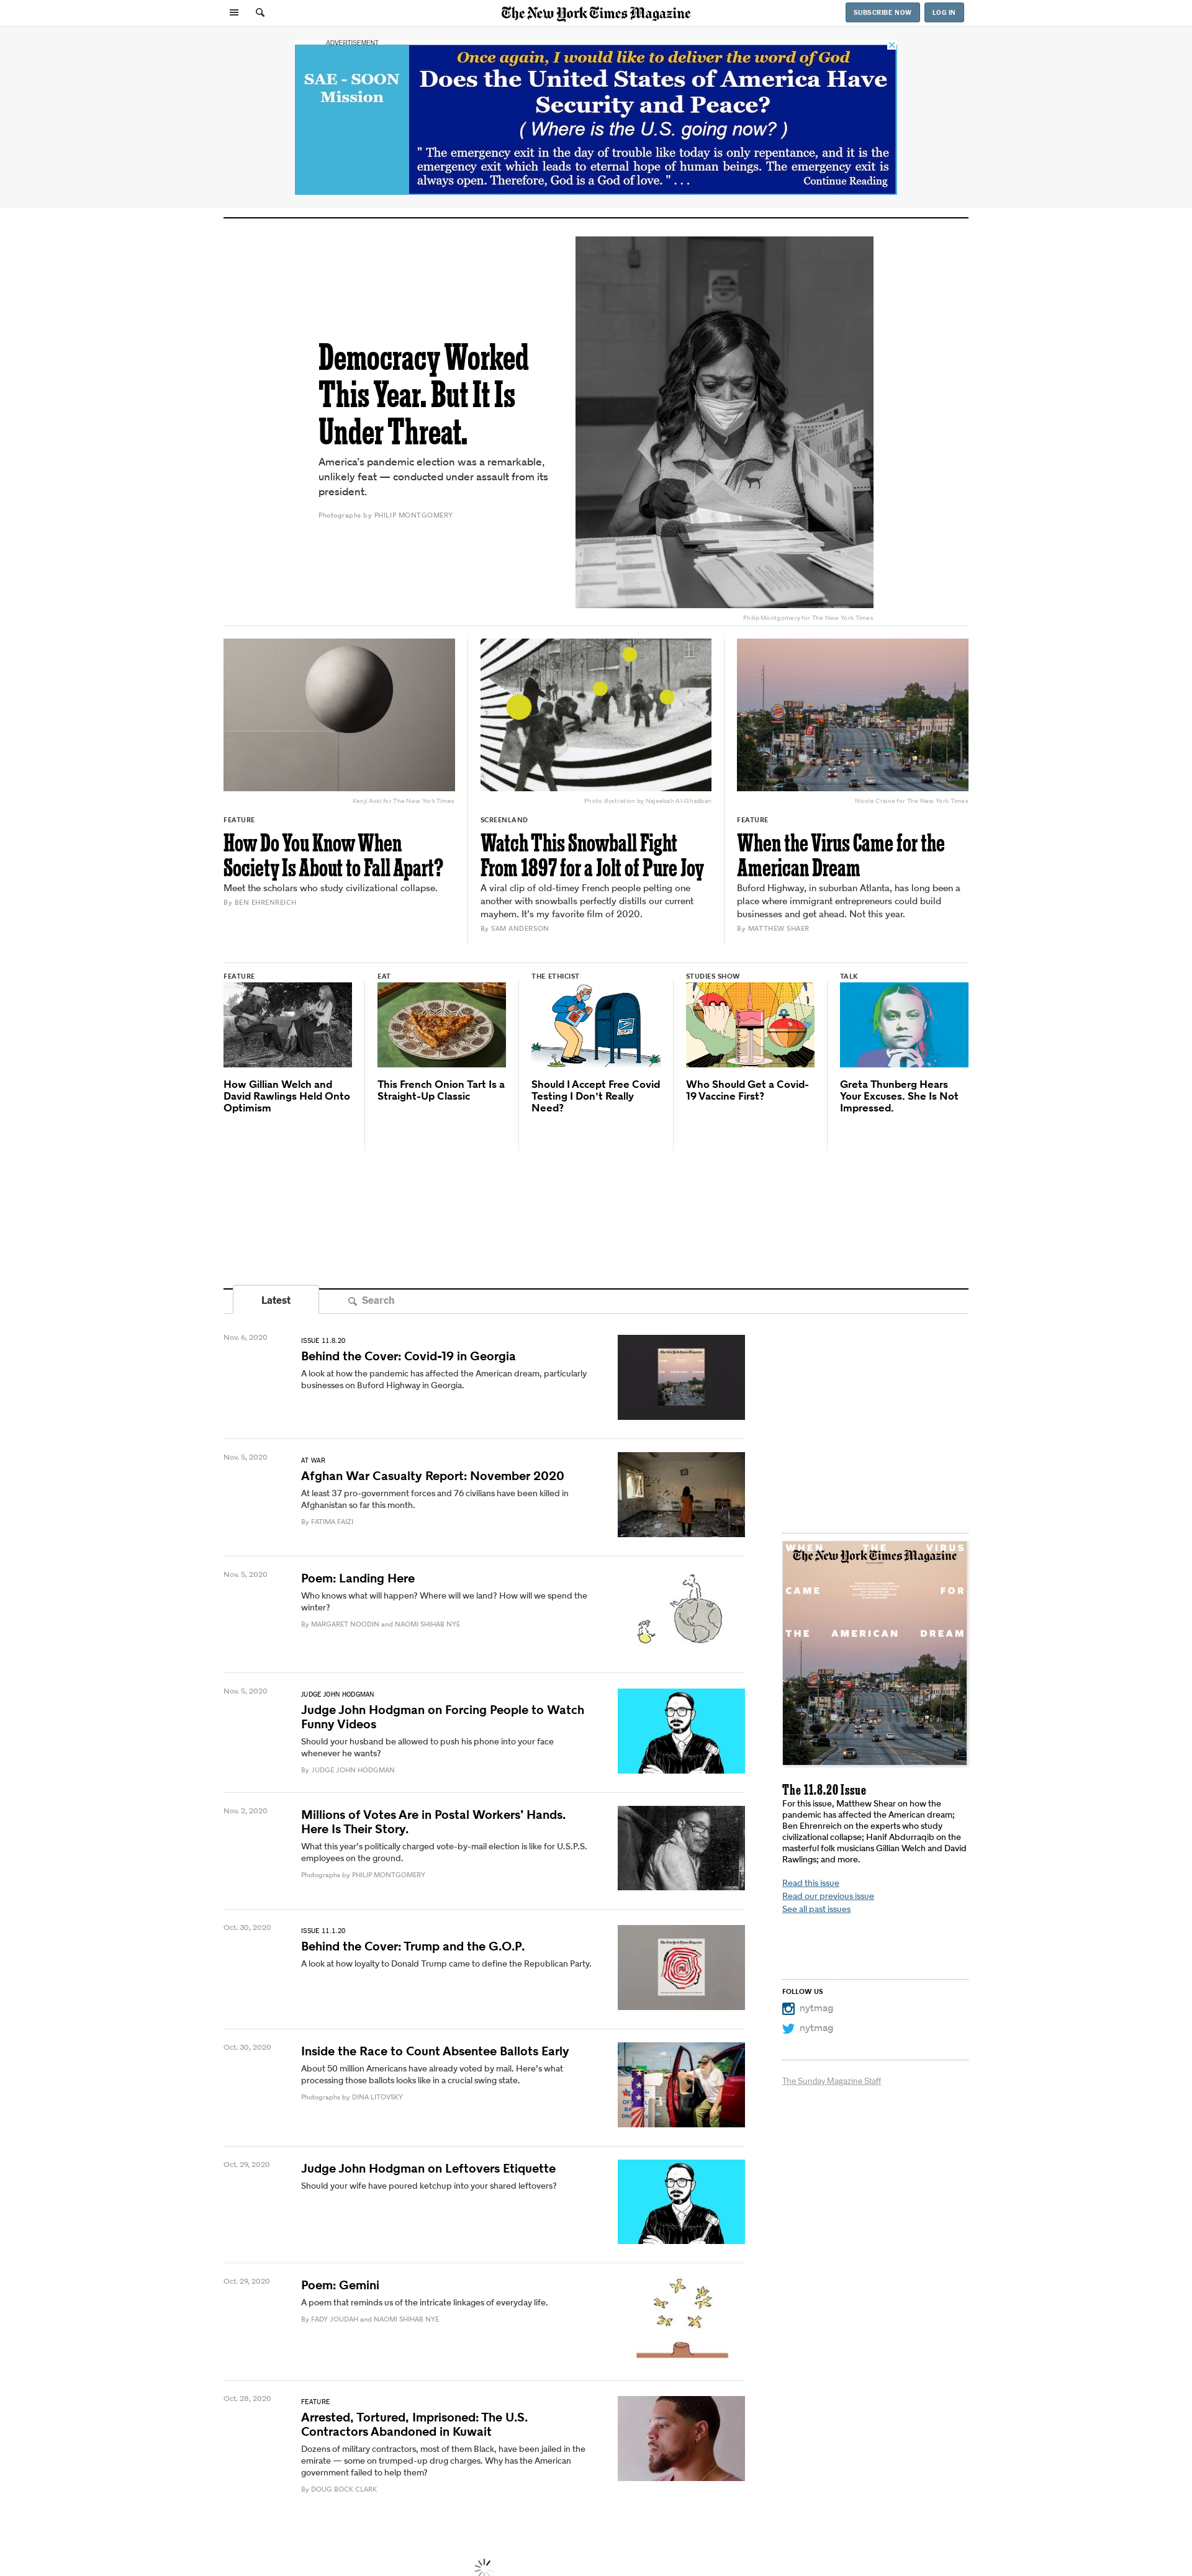 The New York Times Magazine
SUBSCRIBE NOW
LOG IN
ADVERTISEMENT
SAE - SOON
Mission
Once again, I would like to deliver the word of God
Does the United States of America Have
Security and Peace?
( Where is the U.S. going now? )
" The emergency exit in the day of trouble like today is only repentance, and it is the
emergency exit which leads to eternal hope of human beings. The emergency exit is
always open. Therefore, God is a God of love. " . . .
Continue Reading
Democracy Worked
This Year. But It Is
Under Threat.
America's pandemic election was a remarkable,
unlikely feat — conducted under assault from its
president.
Photographs by PHILIP MONTGOMERY
Philip Montgomery for The New York Times
Kenji Aoki for The New York Times
FEATURE
How Do You Know When
Society Is About to Fall Apart?
Meet the scholars who study civilizational collapse.
By BEN EHRENREICH
Photo illustration by Najeebah Al-Ghadban
SCREENLAND
Watch This Snowball Fight
From 1897 for a Jolt of Pure Joy
A viral clip of old-timey French people pelting one
another with snowballs perfectly distills our current
mayhem. It's my favorite film of 2020.
By SAM ANDERSON
Nicole Craine for The New York Times
FEATURE
When the Virus Came for the
American Dream
Buford Highway, in suburban Atlanta, has long been a
place where immigrant entrepreneurs could build
businesses and get ahead. Not this year.
By MATTHEW SHAER
FEATURE
How Gillian Welch and
David Rawlings Held Onto
Optimism
EAT
This French Onion Tart Is a
Straight-Up Classic
THE ETHICIST
Should I Accept Free Covid
Testing I Don't Really
Need?
STUDIES SHOW
Who Should Get a Covid-
19 Vaccine First?
TALK
Greta Thunberg Hears
Your Excuses. She Is Not
Impressed.
Latest
Search
Nov. 6, 2020
ISSUE 11.8.20
Behind the Cover: Covid-19 in Georgia
A look at how the pandemic has affected the American dream, particularly
businesses on Buford Highway in Georgia.
Nov. 5, 2020
AT WAR
Afghan War Casualty Report: November 2020
At least 37 pro-government forces and 76 civilians have been killed in
Afghanistan so far this month.
By FATIMA FAIZI
Nov. 5, 2020
Poem: Landing Here
Who knows what will happen? Where will we land? How will we spend the
winter?
By MARGARET NOODIN and NAOMI SHIHAB NYE
Nov. 5, 2020
JUDGE JOHN HODGMAN
Judge John Hodgman on Forcing People to Watch
Funny Videos
Should your husband be allowed to push his phone into your face
whenever he wants?
By JUDGE JOHN HODGMAN
Nov. 2, 2020
Millions of Votes Are in Postal Workers' Hands.
Here Is Their Story.
What this year's politically charged vote-by-mail election is like for U.S.P.S.
employees on the ground.
Photographs by PHILIP MONTGOMERY
Oct. 30, 2020
ISSUE 11.1.20
Behind the Cover: Trump and the G.O.P.
A look at how loyalty to Donald Trump came to define the Republican Party.
Oct. 30, 2020
Inside the Race to Count Absentee Ballots Early
About 50 million Americans have already voted by mail. Here's what
processing those ballots looks like in a crucial swing state.
Photographs by DINA LITOVSKY
Oct. 29, 2020
Judge John Hodgman on Leftovers Etiquette
Should your wife have poured ketchup into your shared leftovers?
Oct. 29, 2020
Poem: Gemini
A poem that reminds us of the intricate linkages of everyday life.
By FADY JOUDAH and NAOMI SHIHAB NYE
Oct. 28, 2020
FEATURE
Arrested, Tortured, Imprisoned: The U.S.
Contractors Abandoned in Kuwait
Dozens of military contractors, most of them Black, have been jailed in the
emirate — some on trumped-up drug charges. Why has the American
government failed to help them?
By DOUG BOCK CLARK
WHEN THE VIRUS
The New York Times Magazine
CAME FOR
THE AMERICAN DREAM
The 11.8.20 Issue
For this issue, Matthew Shear on how the
pandemic has affected the American dream;
Ben Ehrenreich on the experts who study
civilizational collapse; Hanif Abdurraqib on the
masterful folk musicians Gillian Welch and David
Rawlings; and more.
Read this issue
Read our previous issue
See all past issues
FOLLOW US
nytmag
nytmag
The Sunday Magazine Staff